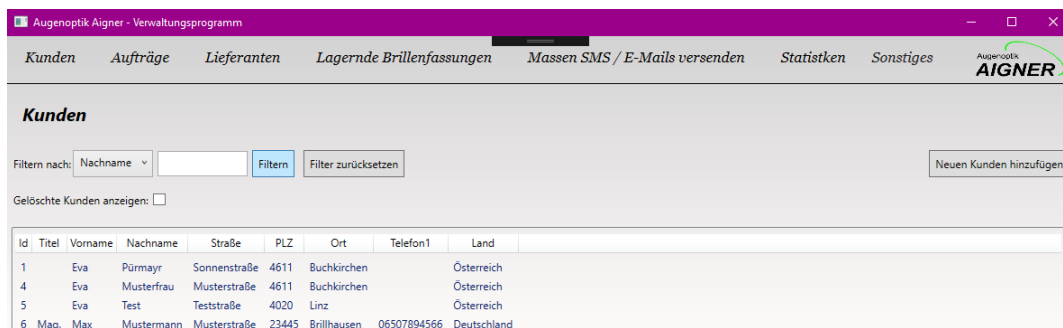 Augenoptik Aigner - Verwaltungsprogramm
Kunden Aufträge Lieferanten Lagernde Brillenfassungen Massen SMS / E-Mails versenden Statistken Sonstiges Augenoptik AIGNER
Kunden
Filtern nach: Nachname Filtern Filter zurücksetzen Neuen Kunden hinzufügen
Gelöschte Kunden anzeigen:
Id Titel Vorname Nachname Straße PLZ Ort Telefon1 Land
1 Eva Pürmayr Sonnenstraße 4611 Buchkirchen Österreich
4 Eva Musterfrau Musterstraße 4611 Buchkirchen Österreich
5 Eva Test Teststraße 4020 Linz Österreich
6 Mag. Max Mustermann Musterstraße 23445 Brillhausen 06507894566 Deutschland